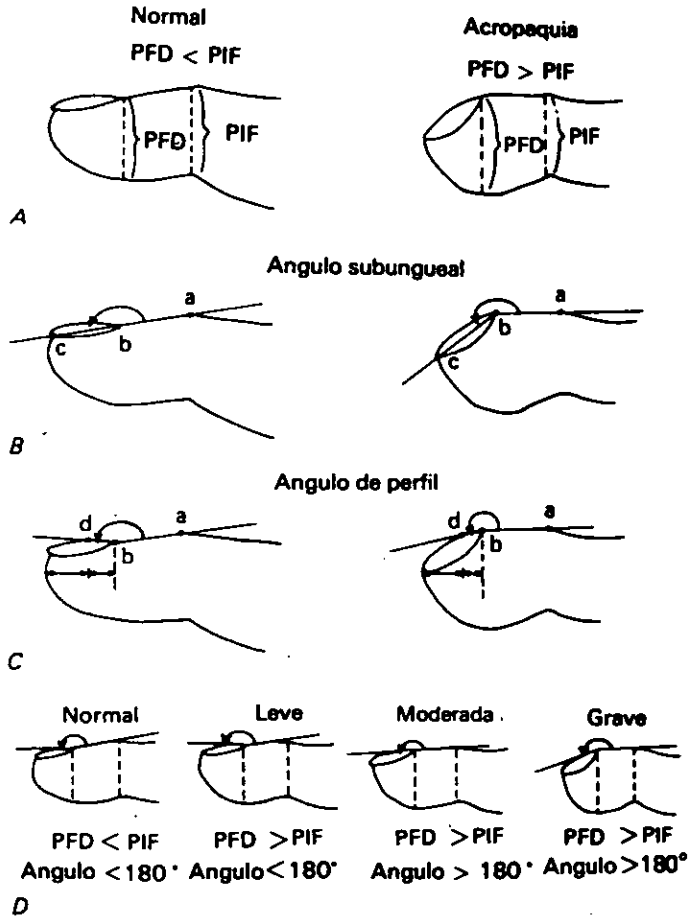 Normal
PFD < PIF
Acropaquia
PFD > PIF
PFD
PIF
PFD
PIF
A
Angulo subungueal
a
b
c
a
b
c
B
Angulo de perfil
d
a
b
d
a
b
C
Normal
Leve
Moderada
Grave
PFD < PIF
PFD > PIF
PFD > PIF
PFD > PIF
Angulo < 180°
Angulo < 180°
Angulo > 180°
Angulo > 180°
D